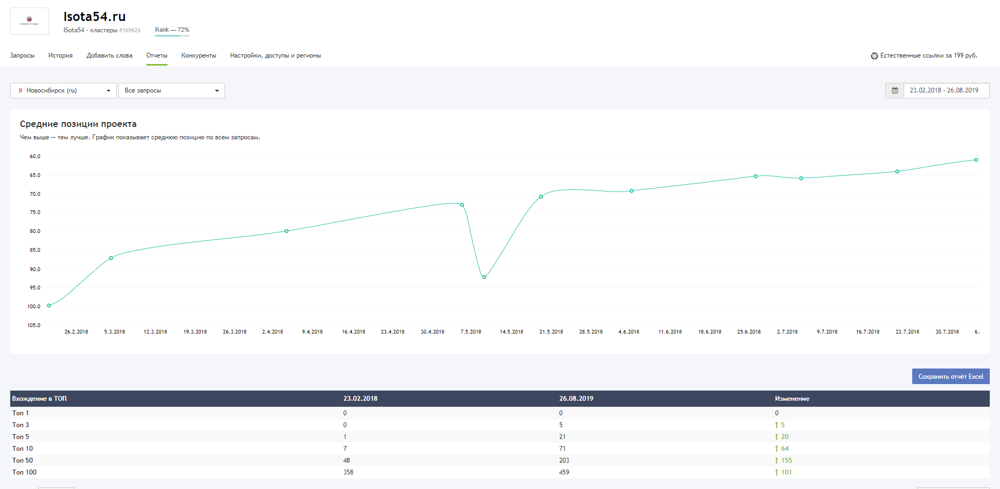 Isota54.ru
ISota54 - кластеры #169626
Rank — 72%
Запросы История Добавить слова Отчеты Конкуренты Настройки, доступы и регионы Естественные ссылки за 199 руб.
Я Новосибирск (ru) Все запросы 23.02.2018 - 26.08.2019
Средние позиции проекта
Чем выше — тем лучше. График показывает среднюю позицию по всем запросам.
60.0
65.0
70.0
75.0
80.0
85.0
90.0
95.0
100.0
105.0
26.2.2018 5.3.2018 12.3.2018 19.3.2018 26.3.2018 2.4.2018 9.4.2018 16.4.2018 23.4.2018 30.4.2018 7.5.2018 14.5.2018 21.5.2018 28.5.2018 4.6.2018 11.6.2018 18.6.2018 25.6.2018 2.7.2018 9.7.2018 16.7.2018 23.7.2018 30.7.2018 6.
Сохранить отчёт Excel
Вхождение в ТОП 23.02.2018 26.08.2019 Изменение
Топ 1 0 0 0
Топ 3 0 5 ↑ 5
Топ 5 1 21 ↑ 20
Топ 10 7 71 ↑ 64
Топ 50 48 203 ↑ 155
Топ 100 358 459 ↑ 101